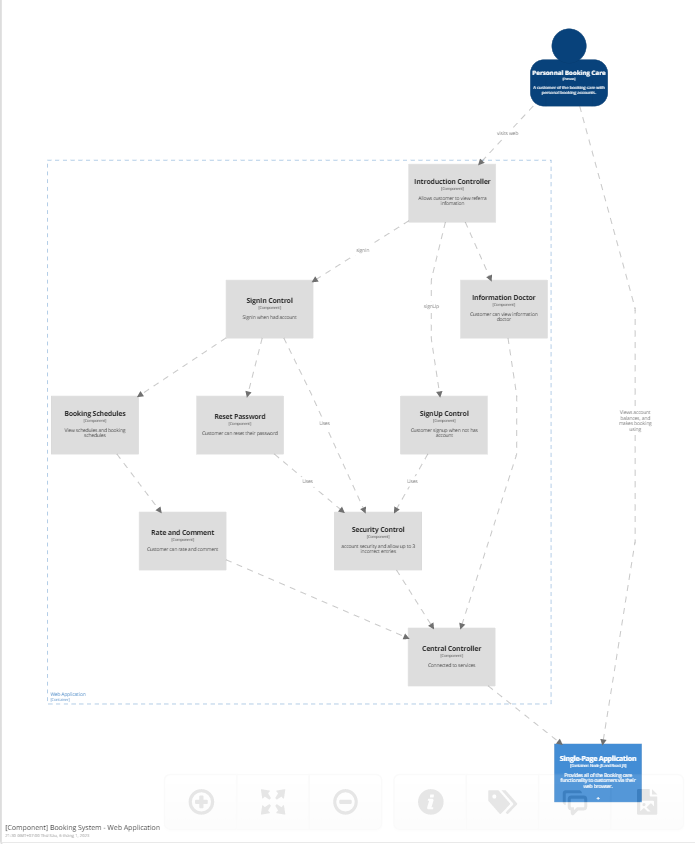 Personnal Booking Care
[Person]
A customer of the booking care with
personal booking accounts.
visits web
Introduction Controller
[Component]
Allows customer to view referra
infomation
signin
SignIn Control
[Component]
SignIn when had account
signUp
Information Doctor
[Component]
Customer can view information
doctor
Booking Schedules
[Component]
View schedules and booking
schedules
Reset Password
[Component]
Customer can reset their password
Uses
SignUp Control
[Component]
Customer signup when not has
account
Views account
balances, and
makes booking
using
Uses
Uses
Rate and Comment
[Component]
Customer can rate and comment
Security Control
[Component]
account security and allow up to 3
incorrect entries
Central Controller
[Component]
Connected to services
Web Application
[Container]
Single-Page Application
Provides all of the Booking care
functionality to customers via their
web browser.
[Component] Booking System - Web Application